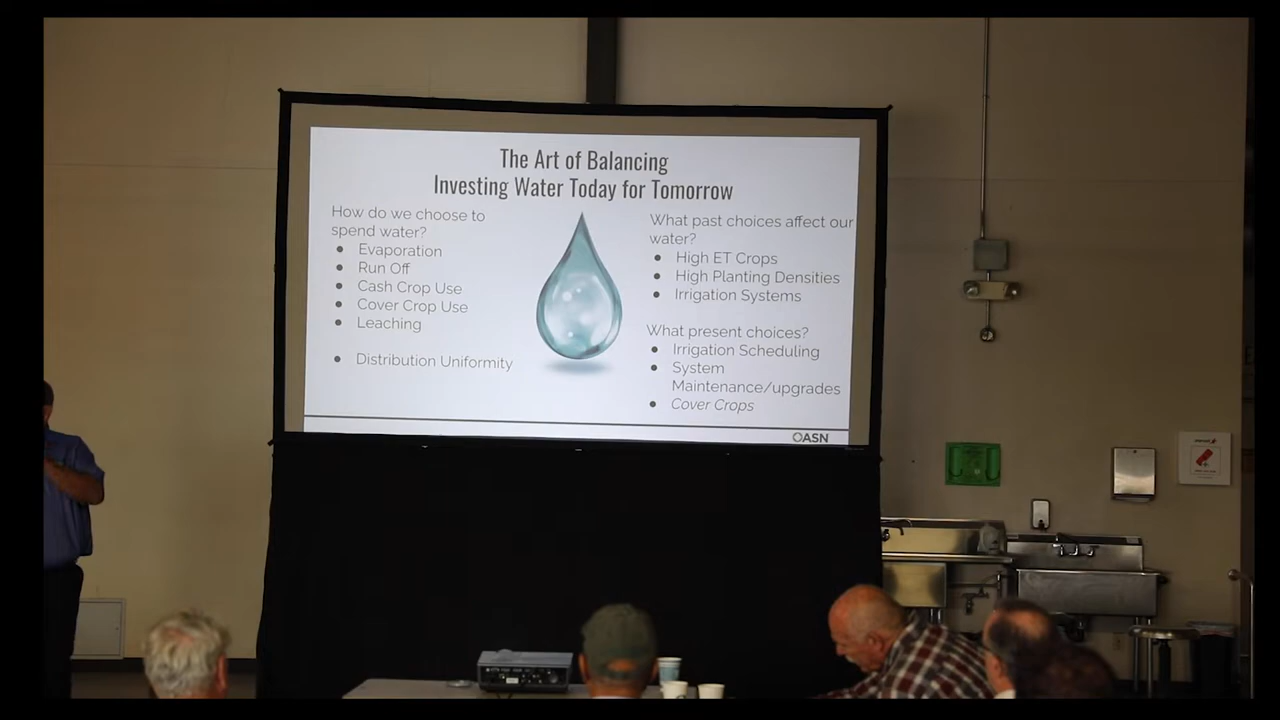 The Art of Balancing
Investing Water Today for Tomorrow
How do we choose to
spend water?
Evaporation
Run Off
Cash Crop Use
Cover Crop Use
Leaching
Distribution Uniformity
What past choices affect our
water?
High ET Crops
High Planting Densities
Irrigation Systems
What present choices?
Irrigation Scheduling
System
Maintenance/upgrades
Cover Crops
OASN